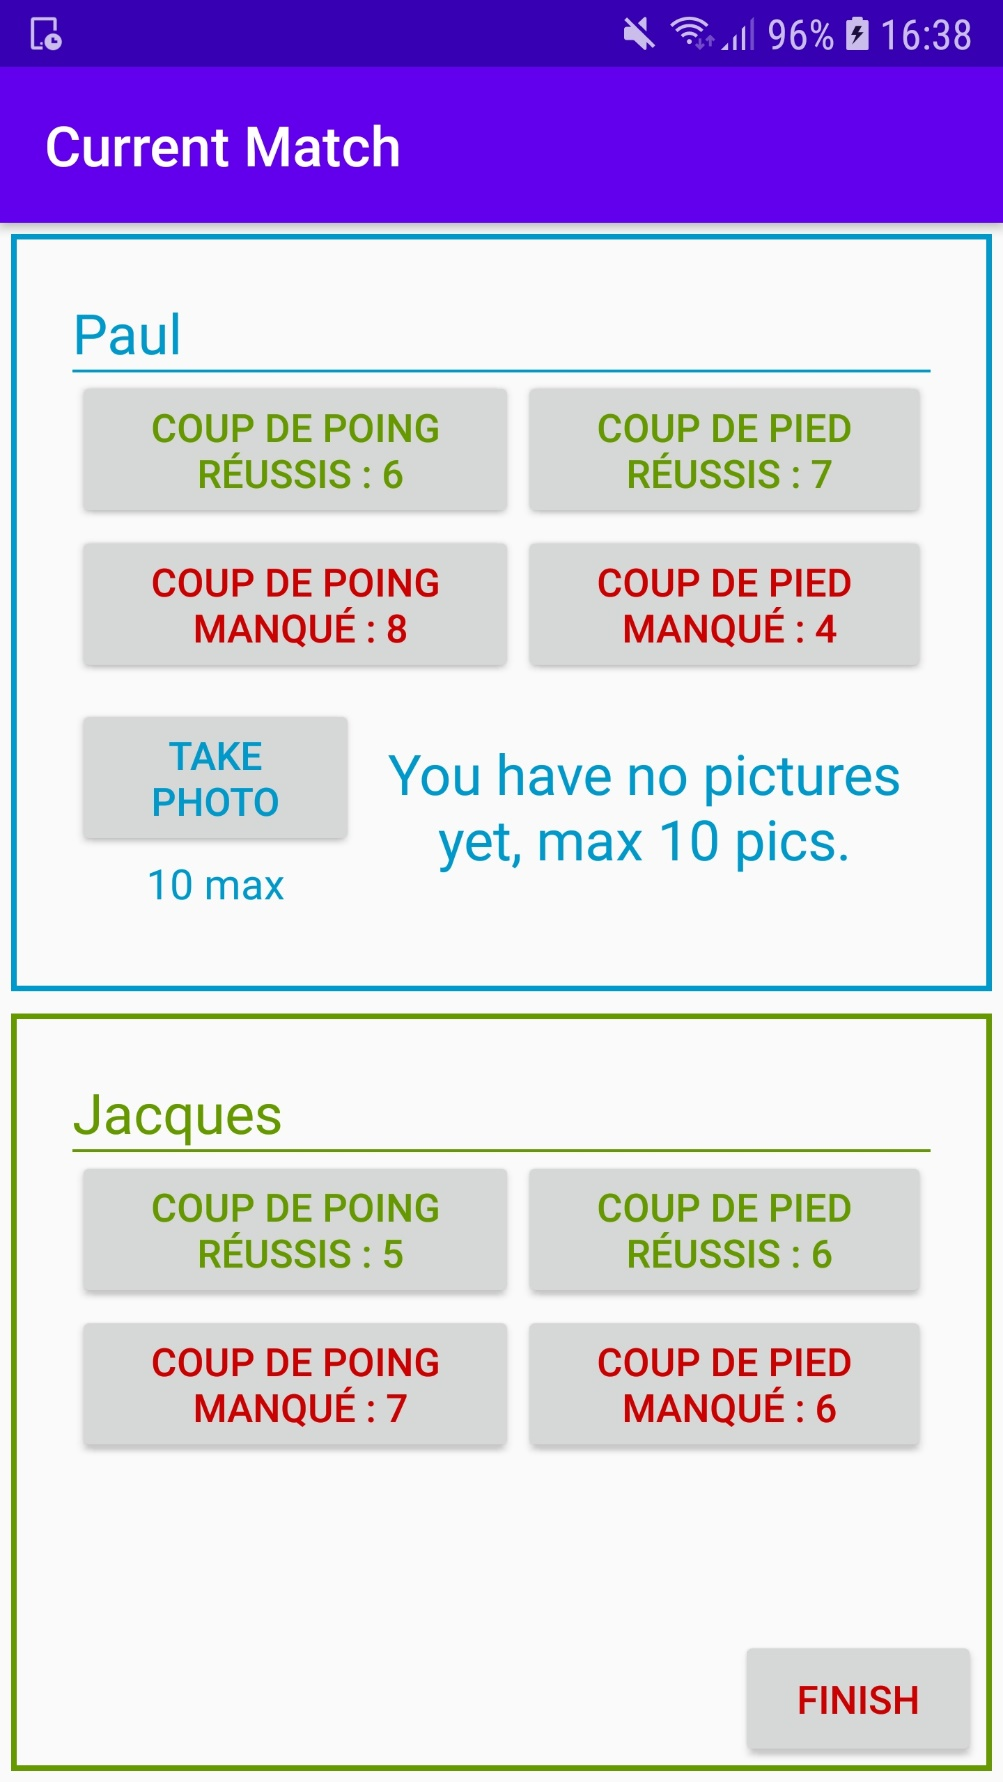 96% 16:38
Current Match
Paul
COUP DE POING
RÉUSSIS : 6
COUP DE PIED
RÉUSSIS : 7
COUP DE POING
MANQUÉ : 8
COUP DE PIED
MANQUÉ : 4
TAKE
PHOTO
10 max
You have no pictures
yet, max 10 pics.
Jacques
COUP DE POING
RÉUSSIS : 5
COUP DE PIED
RÉUSSIS : 6
COUP DE POING
MANQUÉ : 7
COUP DE PIED
MANQUÉ : 6
FINISH